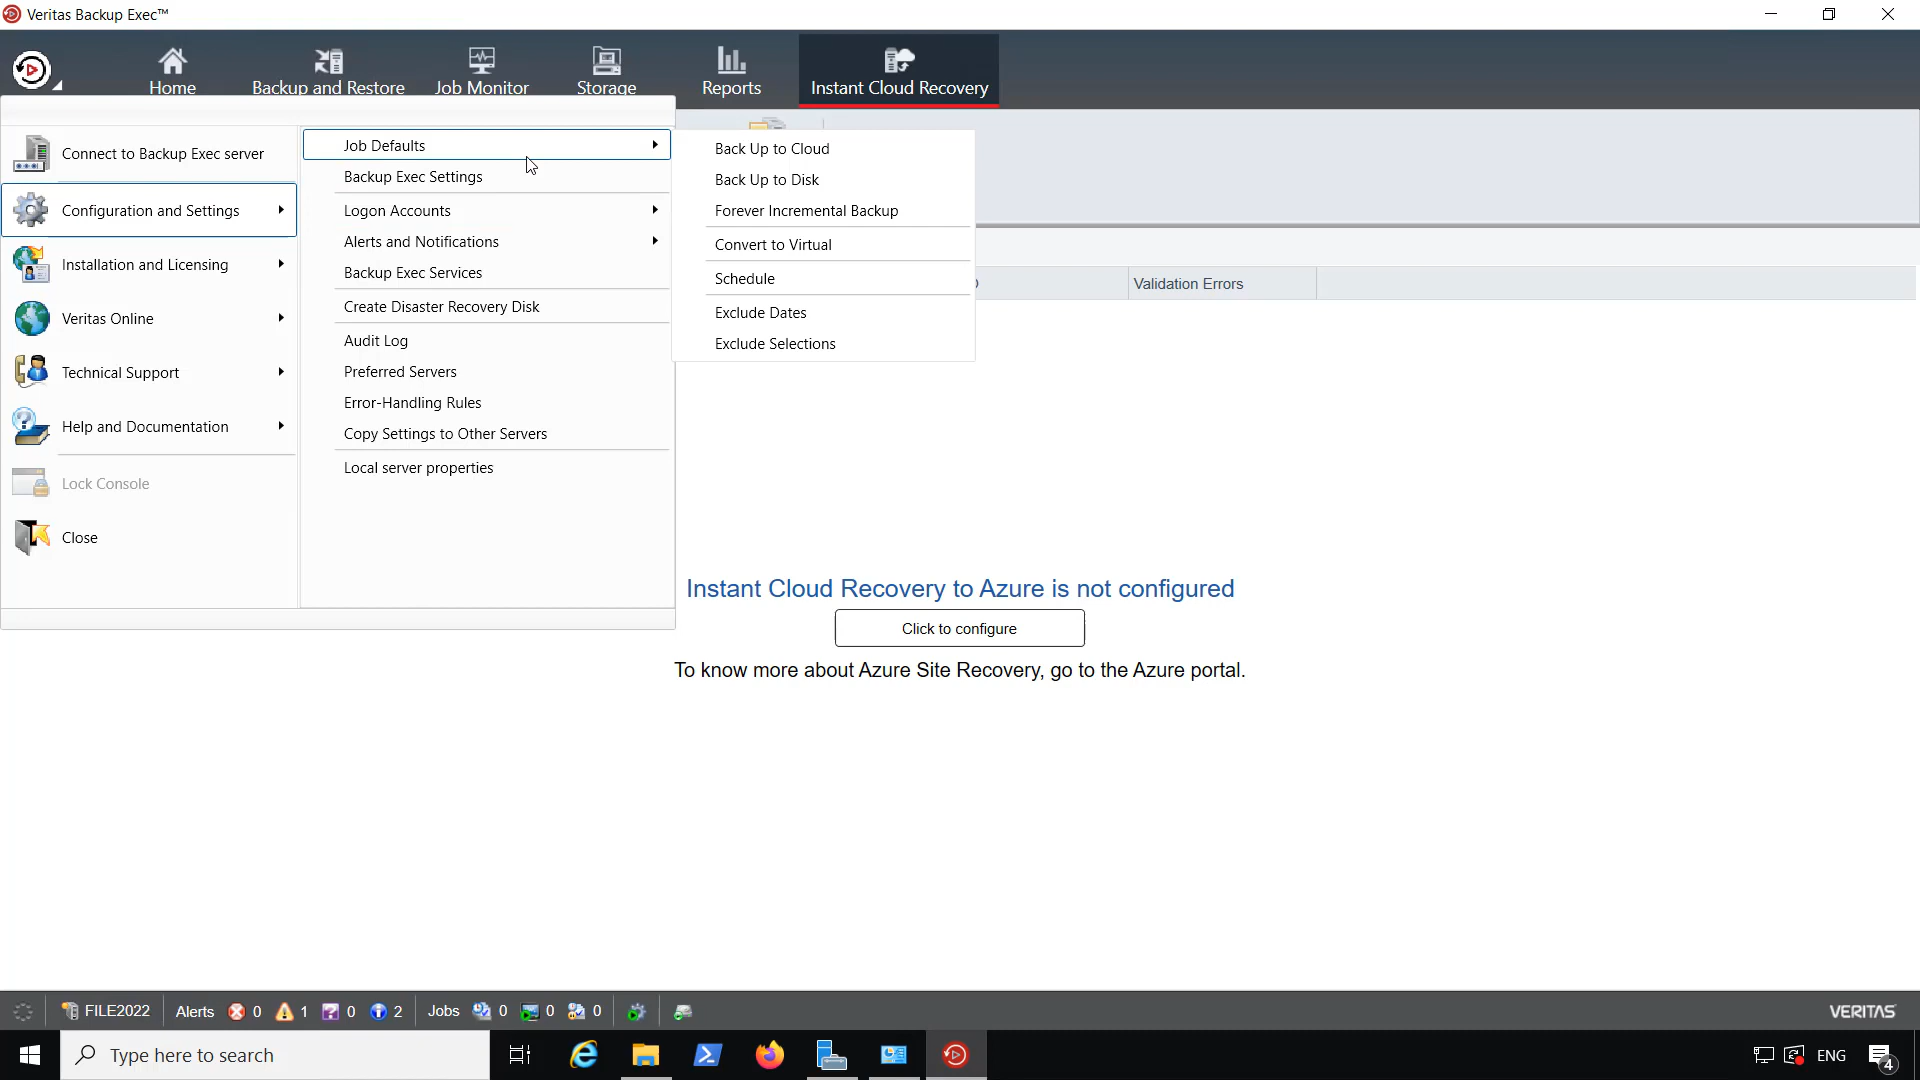 Veritas Backup Exec™
Home
Backup and Restore
Job Monitor
Storage
Reports
Instant Cloud Recovery
Connect to Backup Exec server
Configuration and Settings
Installation and Licensing
Veritas Online
Technical Support
Help and Documentation
Lock Console
Close
Job Defaults
Backup Exec Settings
Logon Accounts
Alerts and Notifications
Backup Exec Services
Create Disaster Recovery Disk
Audit Log
Preferred Servers
Error-Handling Rules
Copy Settings to Other Servers
Local server properties
Back Up to Cloud
Back Up to Disk
Forever Incremental Backup
Convert to Virtual
Schedule
Exclude Dates
Exclude Selections
Validation Errors
Instant Cloud Recovery to Azure is not configured
Click to configure
To know more about Azure Site Recovery, go to the Azure portal.
FILE2022 Alerts 0 1 0 2 Jobs 0 0 0 VERITAS
Type here to search
ENG
4